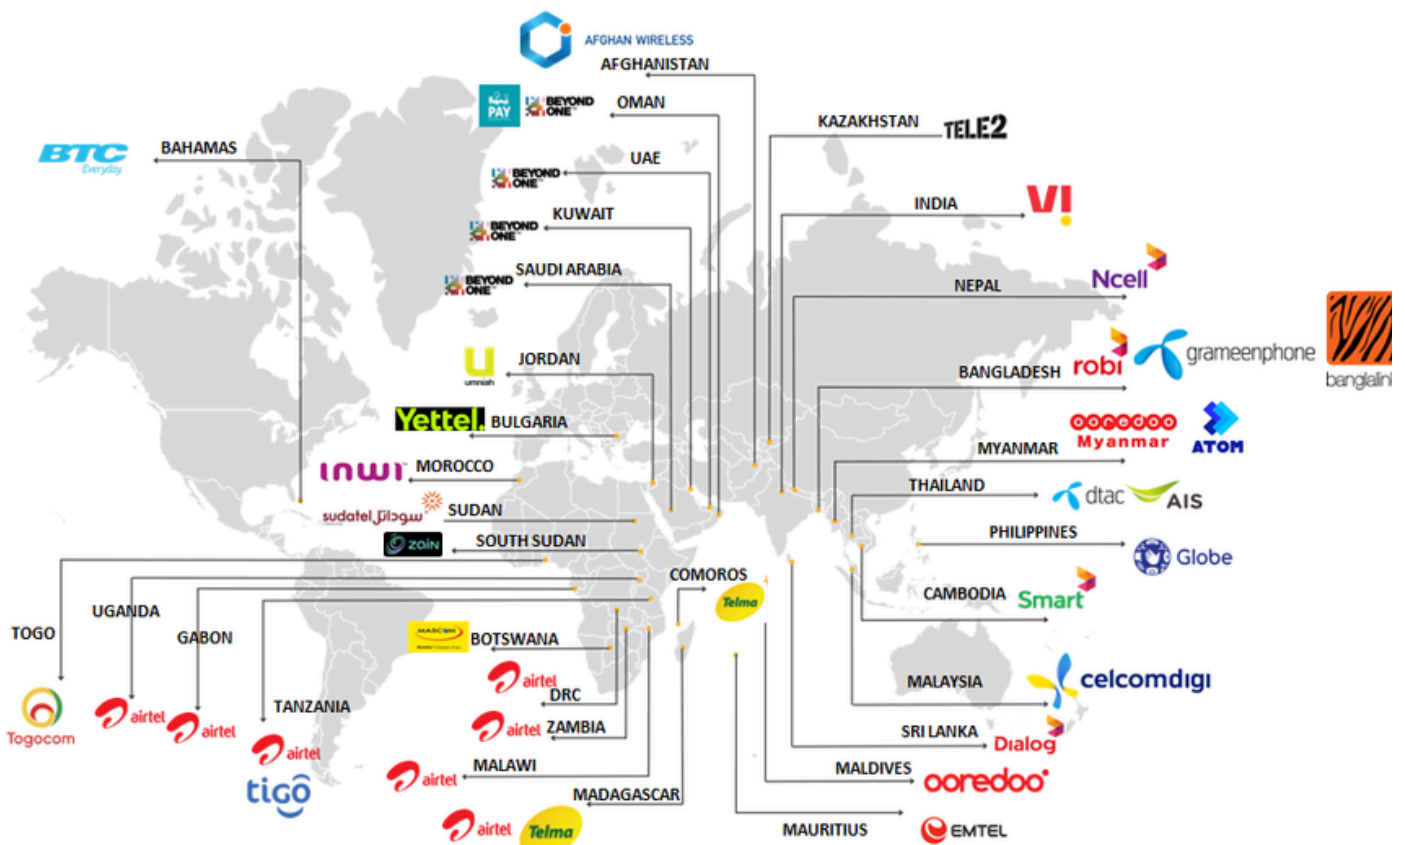 AFGHAN WIRELESS
AFGHANISTAN
PAY
BEYOND
ONE
OMAN
KAZAKHSTAN
TELE2
BTC
Everyday
BAHAMAS
UAE
BEYOND
ONE
INDIA
VI
KUWAIT
BEYOND
ONE
SAUDI ARABIA
BEYOND
ONE
NEPAL
Ncell
JORDAN
umniah
BANGLADESH
robi
grameenphone
banglalin
Yettel.
BULGARIA
ooredoo
Myanmar
ATOM
MYANMAR
inwi
MOROCCO
THAILAND
dtac
AIS
sudatel سوداتل
SUDAN
zain
SOUTH SUDAN
PHILIPPINES
Globe
COMOROS
Telma
CAMBODIA
Smart
UGANDA
TOGO
GABON
MASCOM
BOTSWANA
MALAYSIA
celcomdigi
airtel
DRC
TANZANIA
Togocom
airtel
airtel
airtel
airtel
ZAMBIA
SRI LANKA
Dialog
airtel
MALAWI
MALDIVES
ooredoo
tigo
MADAGASCAR
airtel
Telma
MAURITIUS
EMTEL